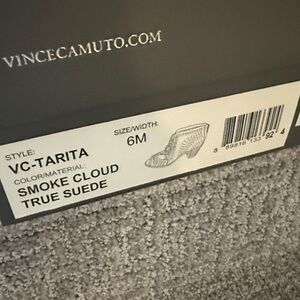 VINCECAMUTO.COM
STYLE:
VC-TARITA
SIZE/WIDTH:
6M
COLOR/MATERIAL:
SMOKE CLOUD
TRUE SUEDE